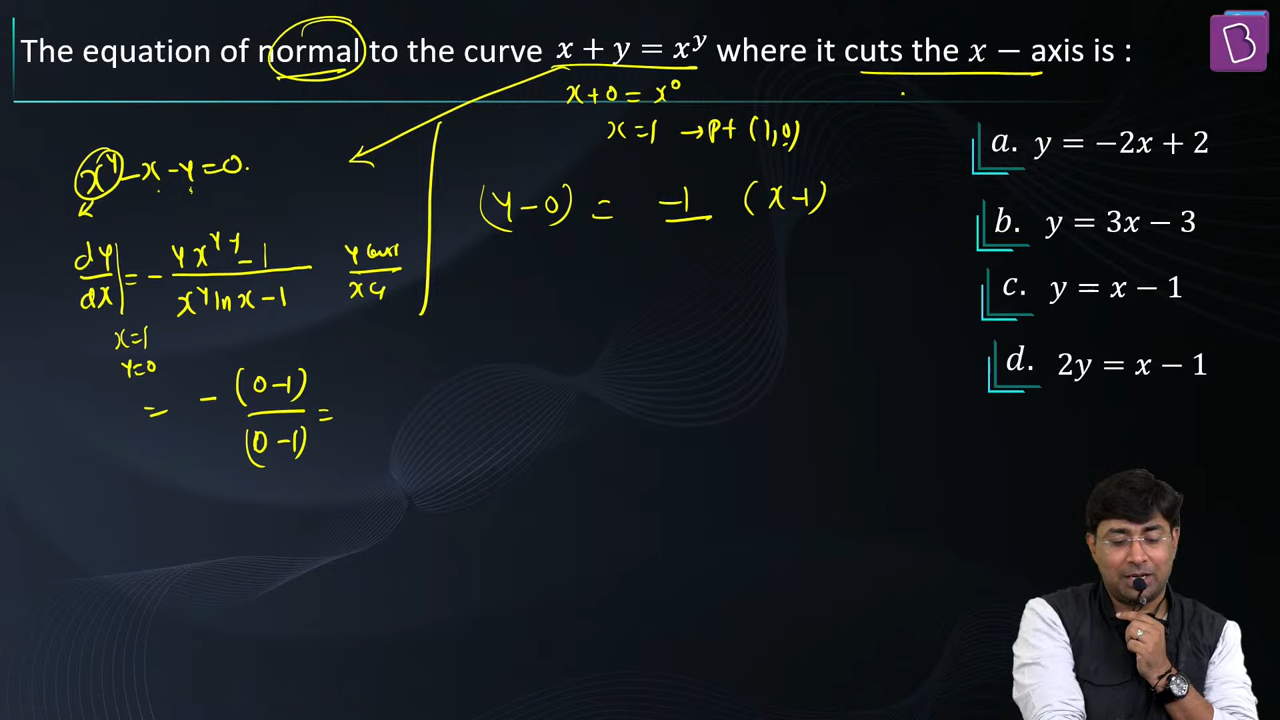 The equation of normal to the curve x + y = x^y where it cuts the x − axis is :
x+0 = x^0
x=1 → pt (1,0)
x^y − x − y = 0.
dy/dx | x=1 y=0 = − (y x^{y-1} − 1)/(x^y ln x − 1)
(y−0) = −1/ (x−1)
= − (0−1)/(0−1) =
a. y = −2x + 2
b. y = 3x − 3
c. y = x − 1
d. 2y = x − 1
B